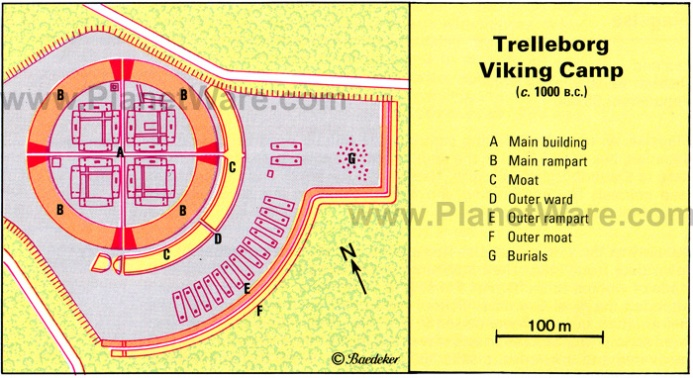 Trelleborg
Viking Camp
(c. 1000 B.C.)
A Main building
B Main rampart
C Moat
D Outer ward
E Outer rampart
F Outer moat
G Burials
100 m
B
B
A
B
B
C
C
D
E
F
G
N
© Baedeker
www.PlanetWare.com
www.PlanetWare.com